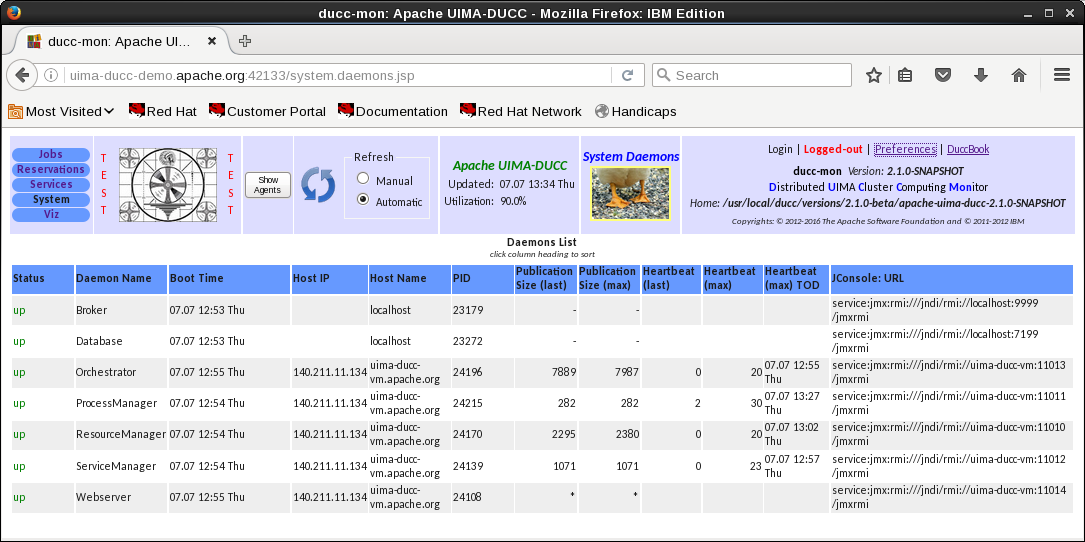 ducc-mon: Apache UIMA-DUCC - Mozilla Firefox: IBM Edition
ducc-mon: Apache UI...
uima-ducc-demo.apache.org:42133/system.daemons.jsp
Search
Most Visited
Red Hat
Customer Portal
Documentation
Red Hat Network
Handicaps
Jobs
Reservations
Services
System
Viz
T E S T
T E S T
Show Agents
Refresh
Manual
Automatic
Apache UIMA-DUCC
Updated: 07.07 13:34 Thu
Utilization: 90.0%
System Daemons
Login | Logged-out | Preferences | DuccBook
ducc-mon Version: 2.1.0-SNAPSHOT
Distributed UIMA Cluster Computing Monitor
Home: /usr/local/ducc/versions/2.1.0-beta/apache-uima-ducc-2.1.0-SNAPSHOT
Copyrights: © 2012-2016 The Apache Software Foundation and © 2011-2012 IBM
Daemons List
click column heading to sort
Status Daemon Name Boot Time Host IP Host Name PID Publication Size (last) Publication Size (max) Heartbeat (last) Heartbeat (max) Heartbeat (max) TOD JConsole: URL
up Broker 07.07 12:53 Thu localhost 23179 - - service:jmx:rmi:///jndi/rmi://localhost:9999/jmxrmi
up Database 07.07 12:53 Thu localhost 23272 - - service:jmx:rmi:///jndi/rmi://localhost:7199/jmxrmi
up Orchestrator 07.07 12:55 Thu 140.211.11.134 uima-ducc-vm.apache.org 24196 7889 7987 0 20 07.07 12:55 Thu service:jmx:rmi:///jndi/rmi://uima-ducc-vm:11013/jmxrmi
up ProcessManager 07.07 12:54 Thu 140.211.11.134 uima-ducc-vm.apache.org 24215 282 282 2 30 07.07 13:27 Thu service:jmx:rmi:///jndi/rmi://uima-ducc-vm:11011/jmxrmi
up ResourceManager 07.07 12:54 Thu 140.211.11.134 uima-ducc-vm.apache.org 24170 2295 2380 0 20 07.07 13:02 Thu service:jmx:rmi:///jndi/rmi://uima-ducc-vm:11010/jmxrmi
up ServiceManager 07.07 12:54 Thu 140.211.11.134 uima-ducc-vm.apache.org 24139 1071 1071 0 23 07.07 12:57 Thu service:jmx:rmi:///jndi/rmi://uima-ducc-vm:11012/jmxrmi
up Webserver 07.07 12:55 Thu 140.211.11.134 uima-ducc-vm.apache.org 24108 * * service:jmx:rmi:///jndi/rmi://uima-ducc-vm:11014/jmxrmi